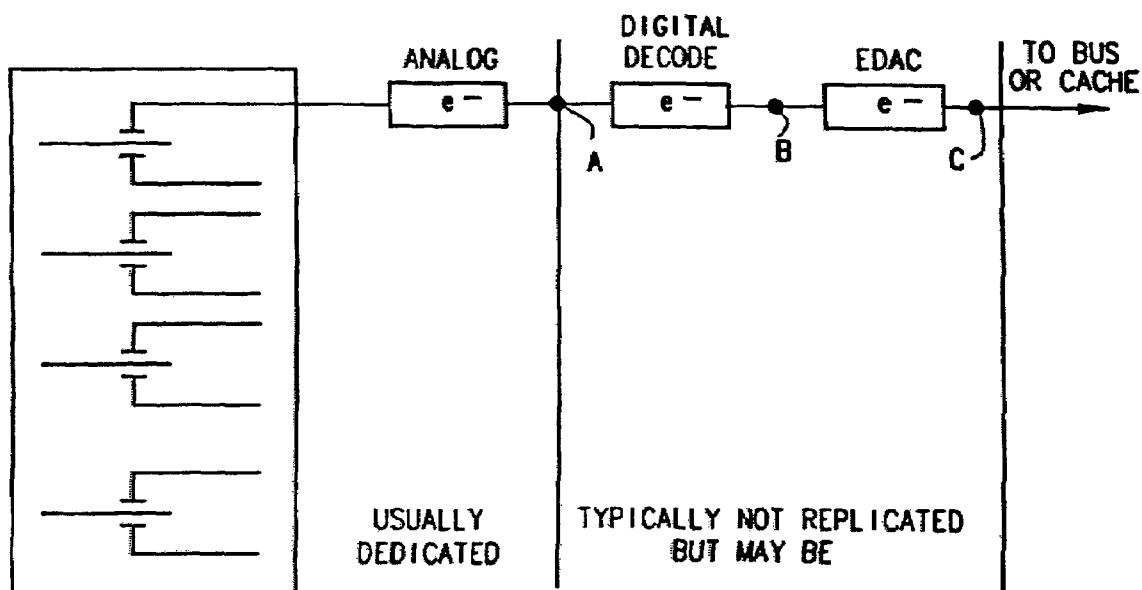 ANALOG
DIGITAL
DECODE
EDAC
TO BUS
OR CACHE
e-
e-
e-
A
B
C
USUALLY
DEDICATED
TYPICALLY NOT REPLICATED
BUT MAY BE